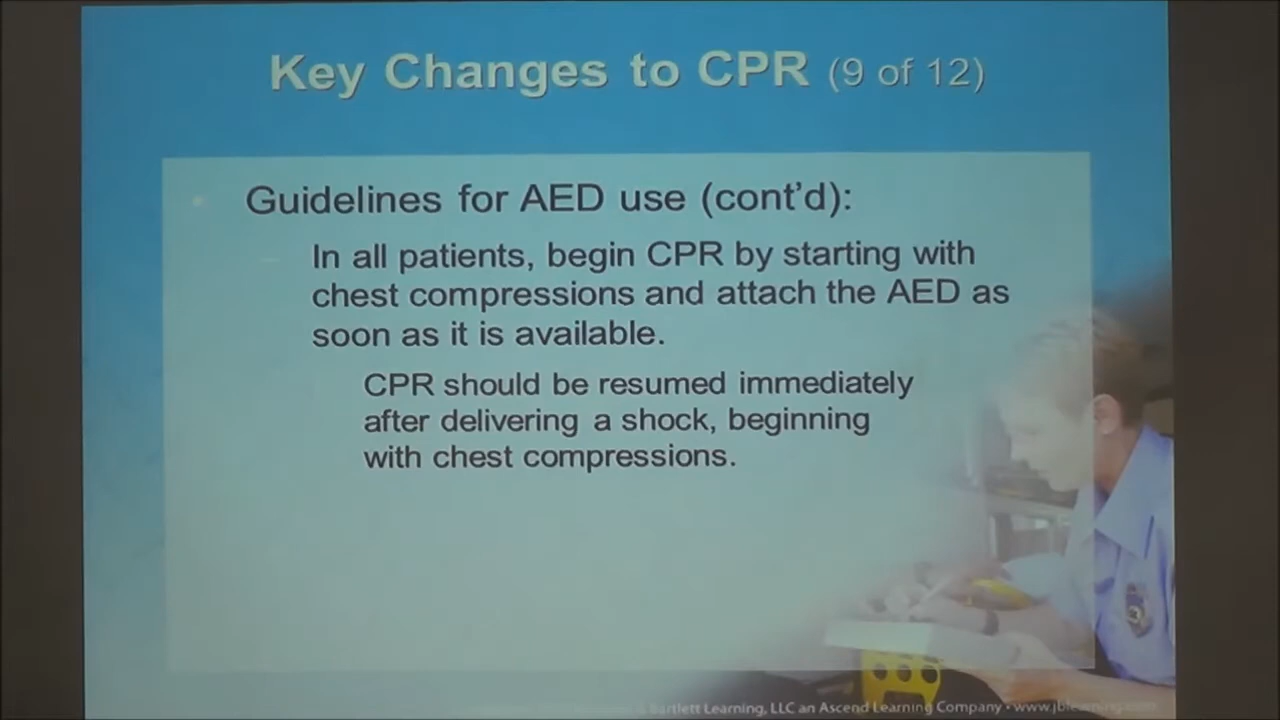 Key Changes to CPR (9 of 12)
Guidelines for AED use (cont'd):
In all patients, begin CPR by starting with
chest compressions and attach the AED as
soon as it is available.
CPR should be resumed immediately
after delivering a shock, beginning
with chest compressions.
Bartlett Learning, LLC an Ascend Learning Company • www.jblearning.com